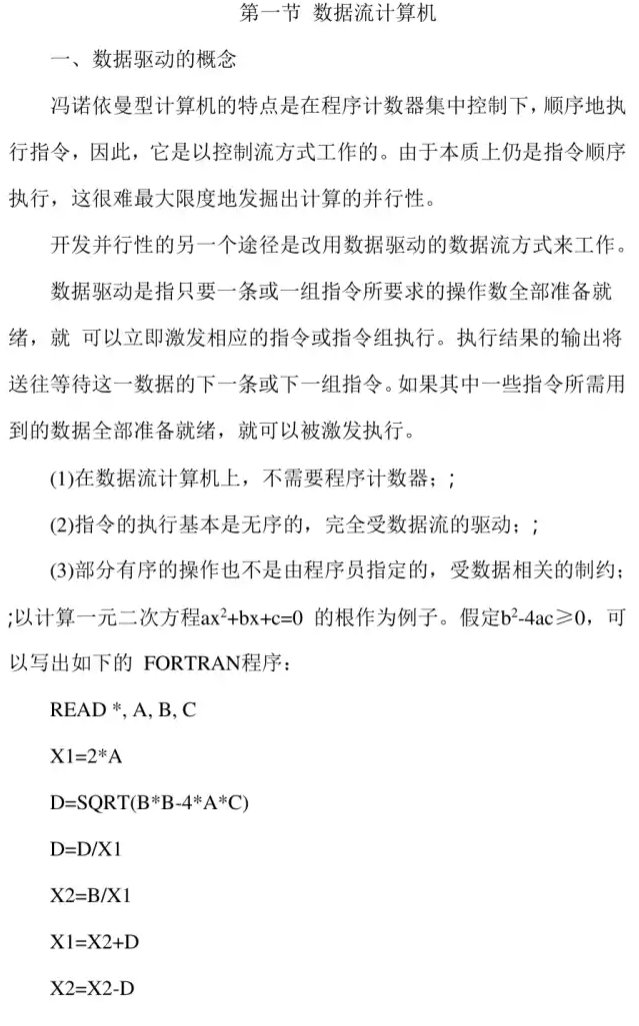 第一节 数据流计算机
一、数据驱动的概念
冯诺依曼型计算机的特点是在程序计数器集中控制下，顺序地执
行指令，因此，它是以控制流方式工作的。由于本质上仍是指令顺序
执行，这很难最大限度地发掘出计算的并行性。
开发并行性的另一个途径是改用数据驱动的数据流方式来工作。
数据驱动是指只要一条或一组指令所要求的操作数全部准备就
绪，就 可以立即激发相应的指令或指令组执行。执行结果的输出将
送往等待这一数据的下一条或下一组指令。如果其中一些指令所需用
到的数据全部准备就绪，就可以被激发执行。
(1)在数据流计算机上，不需要程序计数器；;
(2)指令的执行基本是无序的，完全受数据流的驱动；;
(3)部分有序的操作也不是由程序员指定的，受数据相关的制约；
;以计算一元二次方程ax²+bx+c=0 的根作为例子。假定b²-4ac≥0，可
以写出如下的 FORTRAN程序：
READ *, A, B, C
X1=2*A
D=SQRT(B*B-4*A*C)
D=D/X1
X2=B/X1
X1=X2+D
X2=X2-D